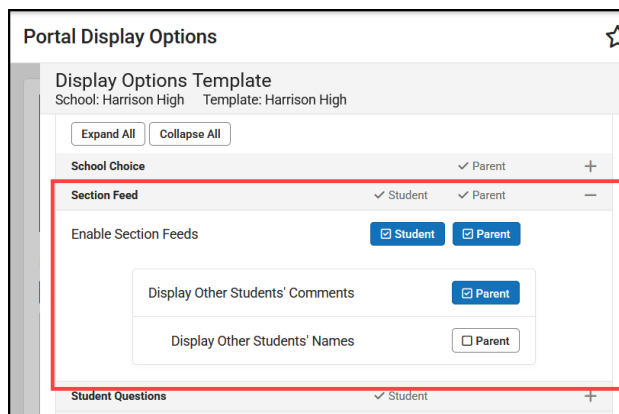 Portal Display Options
Display Options Template
School: Harrison High Template: Harrison High
Expand All Collapse All
School Choice Parent
Section Feed Student Parent
Enable Section Feeds Student Parent
Display Other Students' Comments Parent
Display Other Students' Names Parent
Student Questions Student